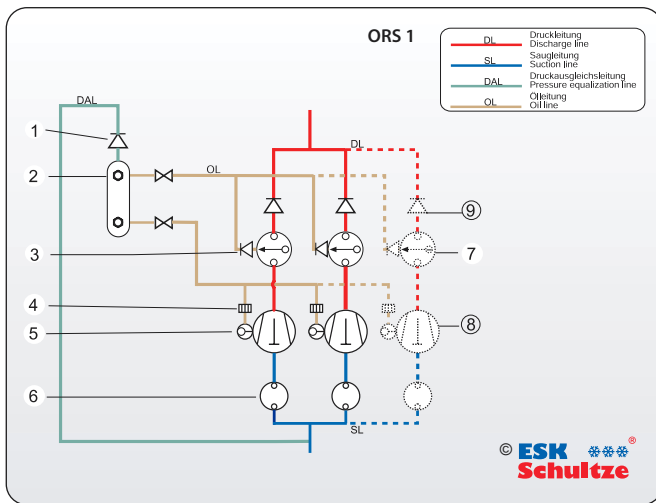 ORS 1
DL
Druckleitung
Discharge line
SL
Saugleitung
Suction line
DAL
Druckausgleichsleitung
Pressure equalization line
OL
Ölleitung
Oil line
DAL
1
DL
2
OL
9
3
7
4
5
8
6
SL
© ESK ®
Schultze